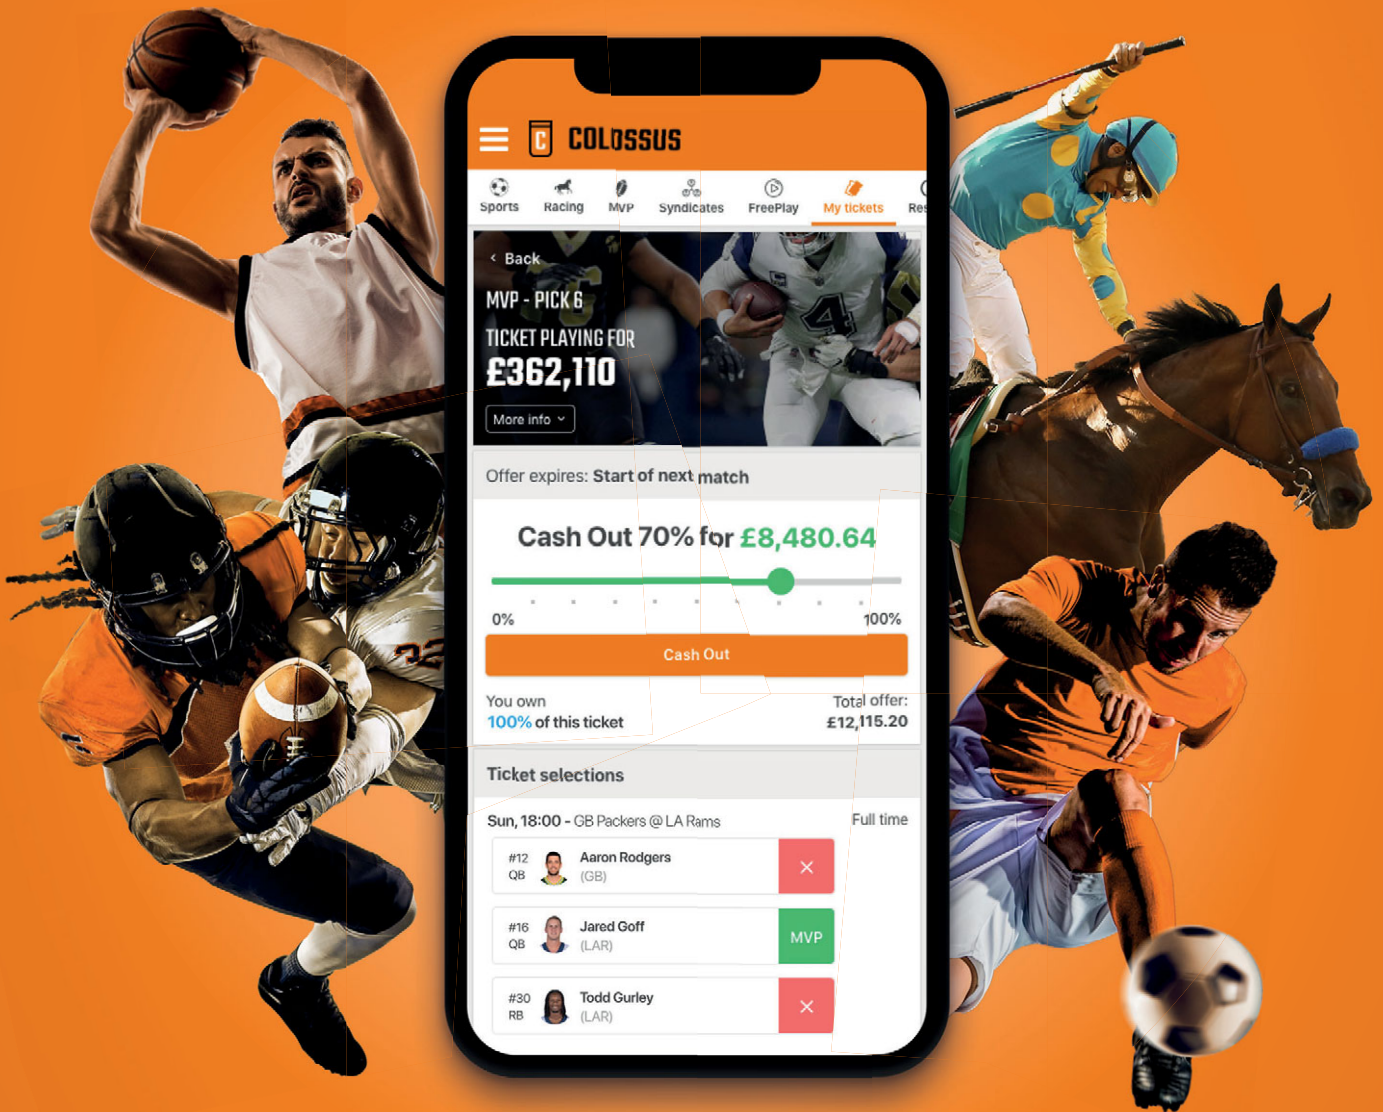 C COLOSSUS
Sports Racing MVP Syndicates FreePlay My tickets Res
‹ Back
MVP - PICK 6
TICKET PLAYING FOR
£362,110
More info
4
Offer expires: Start of next match
Cash Out 70% for £8,480.64
0% 100%
Cash Out
You own Total offer:
100% of this ticket £12,115.20
Ticket selections
Sun, 18:00 - GB Packers @ LA Rams Full time
#12 Aaron Rodgers
QB (GB)
#16 Jared Goff
QB (LAR)
MVP
#30 Todd Gurley
RB (LAR)
32